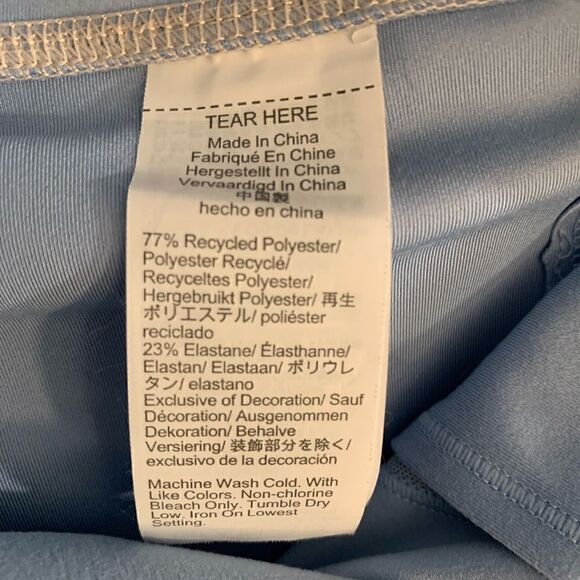 TEAR HERE
Made In China
Fabriqué En Chine
Hergestellt In China
Vervaardigd In China
中国製
hecho en china
77% Recycled Polyester/
Polyester Recyclé/
Recyceltes Polyester/
Hergebruikt Polyester/ 再生
ポリエステル/ poliéster
reciclado
23% Elastane/ Élasthanne/
Elastan/ Elastaan/ ポリウレ
タン/ elastano
Exclusive of Decoration/ Sauf
Décoration/ Ausgenommen
Dekoration/ Behalve
Versiering/ 装飾部分を除く/
exclusivo de la decoración
Machine Wash Cold. With
Like Colors. Non-chlorine
Bleach Only. Tumble Dry
Low. Iron On Lowest
Setting.